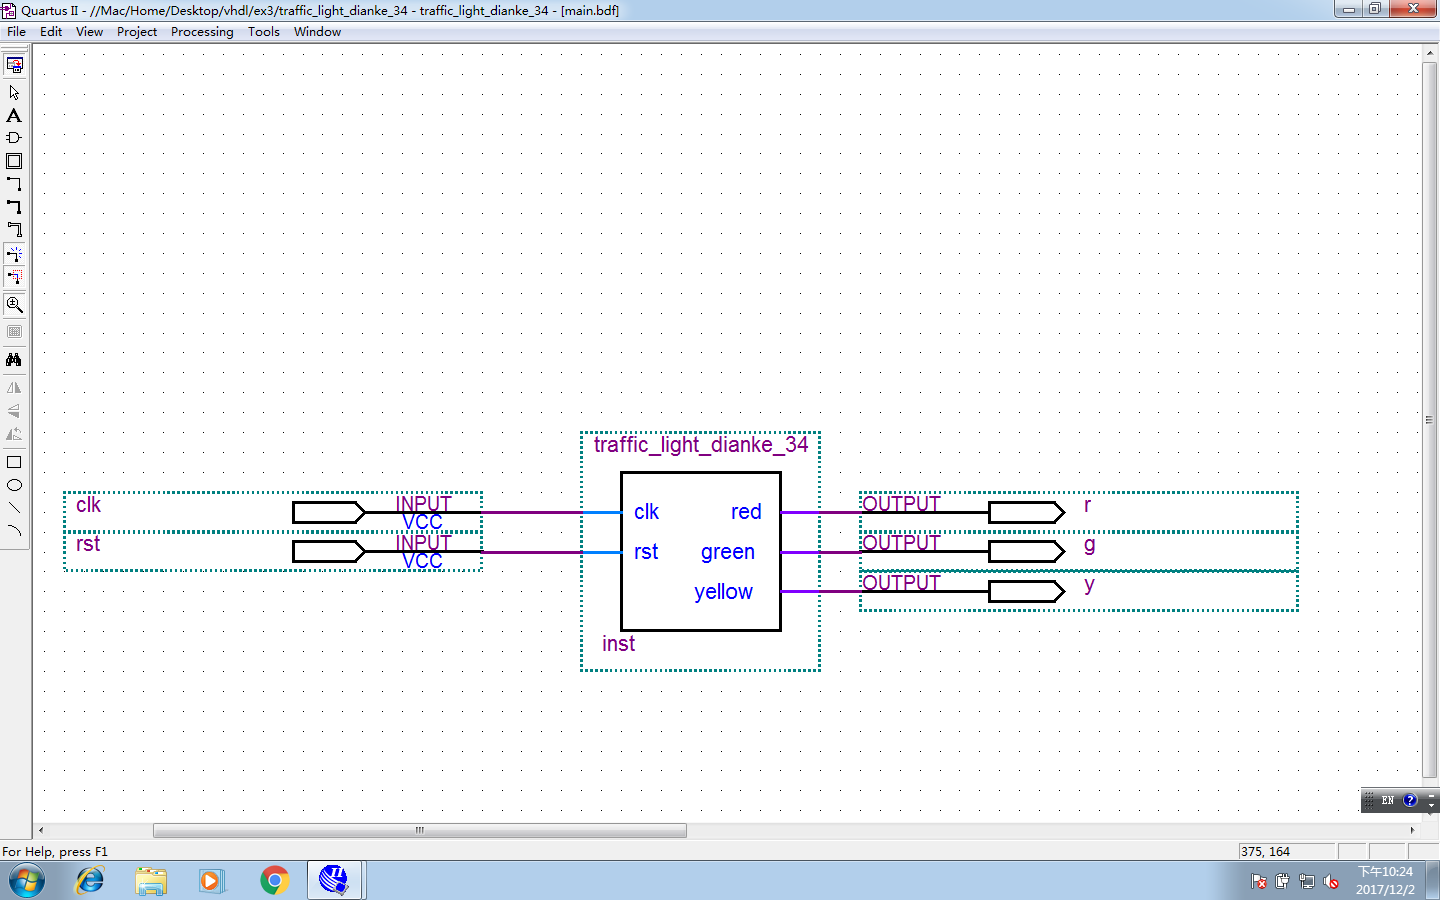 Quartus II - //Mac/Home/Desktop/vhdl/ex3/traffic_light_dianke_34 - traffic_light_dianke_34 - [main.bdf]
File Edit View Project Processing Tools Window
traffic_light_dianke_34
clk INPUT VCC
rst INPUT VCC
clk red
rst green
yellow
inst
OUTPUT r
OUTPUT g
OUTPUT y
EN
For Help, press F1
375, 164
下午10:24
2017/12/2